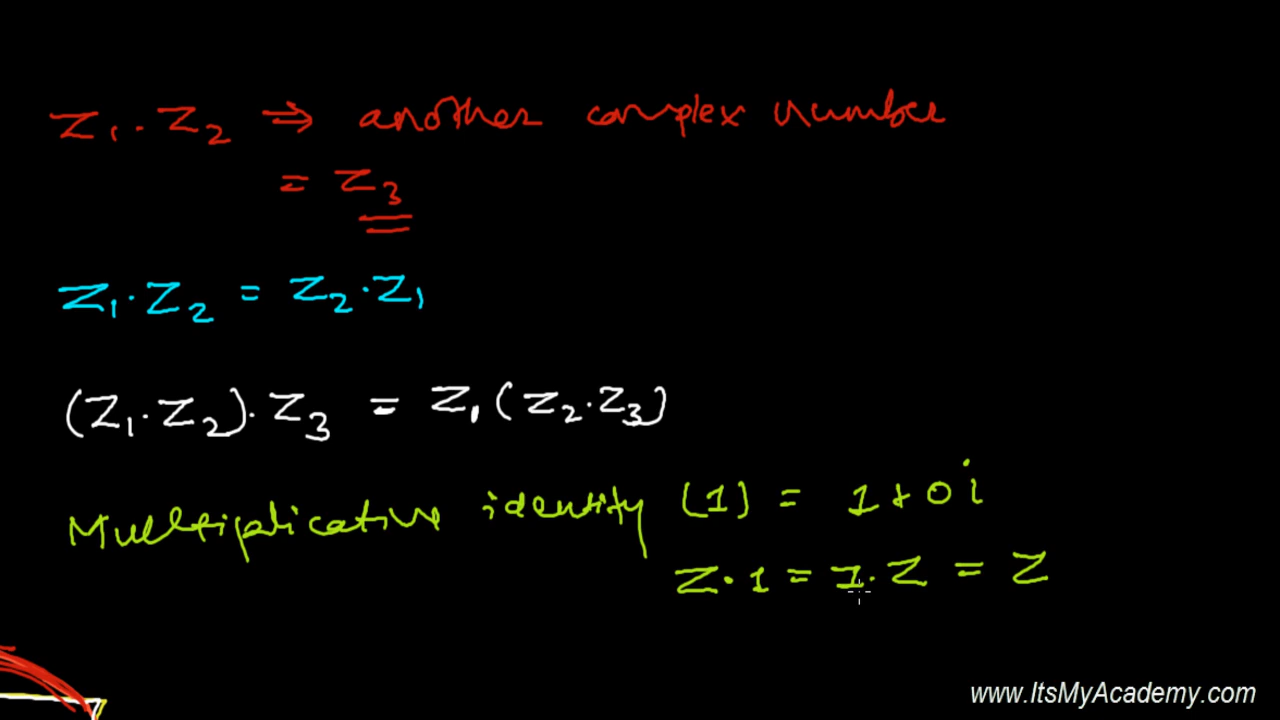 z₁.z₂ ⇒ another complex number
= z₃
z₁.z₂ = z₂.z₁
(z₁.z₂).z₃ = z₁(z₂.z₃)
Multiplicative identity (1) = 1+0i
z.1 = 1.z = z
www.ItsMyAcademy.com